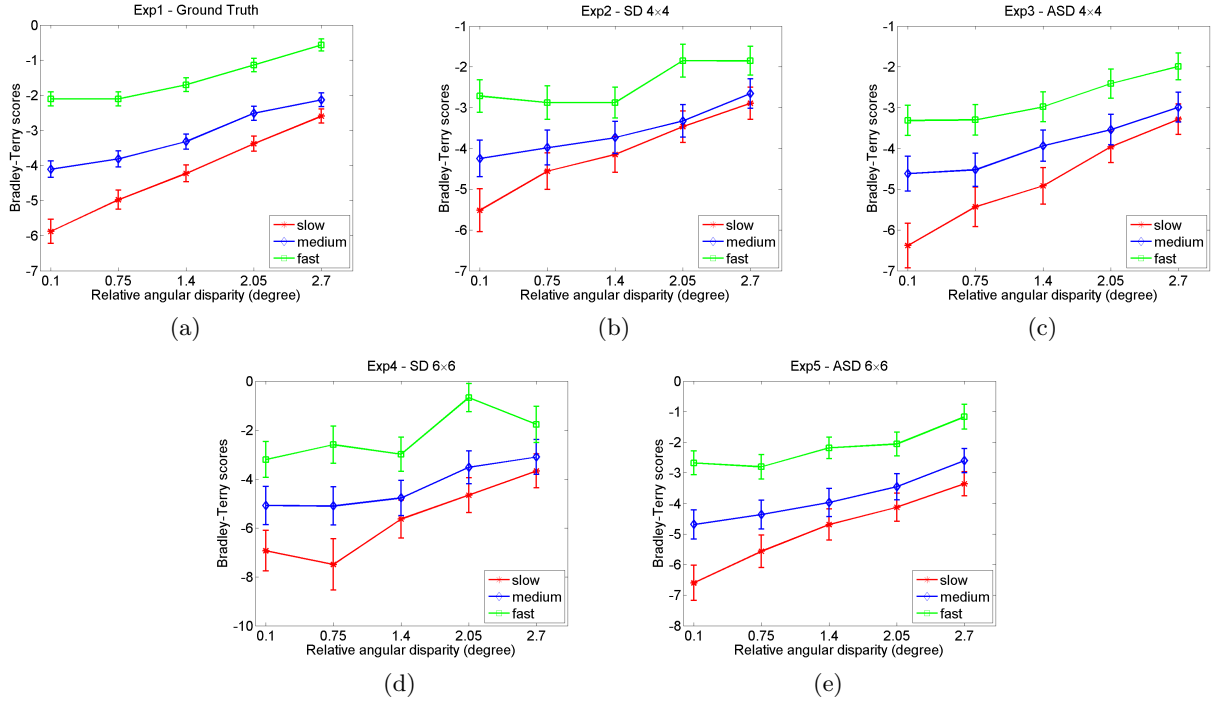 Exp1 - Ground Truth
Bradley-Terry scores
0
-1
-2
-3
-4
-5
-6
-7
0.1 0.75 1.4 2.05 2.7
Relative angular disparity (degree)
slow
medium
fast
(a)
Exp2 - SD 4×4
Bradley-Terry scores
-1
-2
-3
-4
-5
-6
-7
0.1 0.75 1.4 2.05 2.7
Relative angular disparity (degree)
slow
medium
fast
(b)
Exp3 - ASD 4×4
Bradley-Terry scores
-1
-2
-3
-4
-5
-6
-7
0.1 0.75 1.4 2.05 2.7
Relative angular disparity (degree)
slow
medium
fast
(c)
Exp4 - SD 6×6
Bradley-Terry scores
0
-2
-4
-6
-8
-10
0.1 0.75 1.4 2.05 2.7
Relative angular disparity (degree)
slow
medium
fast
(d)
Exp5 - ASD 6×6
Bradley-Terry scores
0
-1
-2
-3
-4
-5
-6
-7
-8
0.1 0.75 1.4 2.05 2.7
Relative angular disparity (degree)
slow
medium
fast
(e)